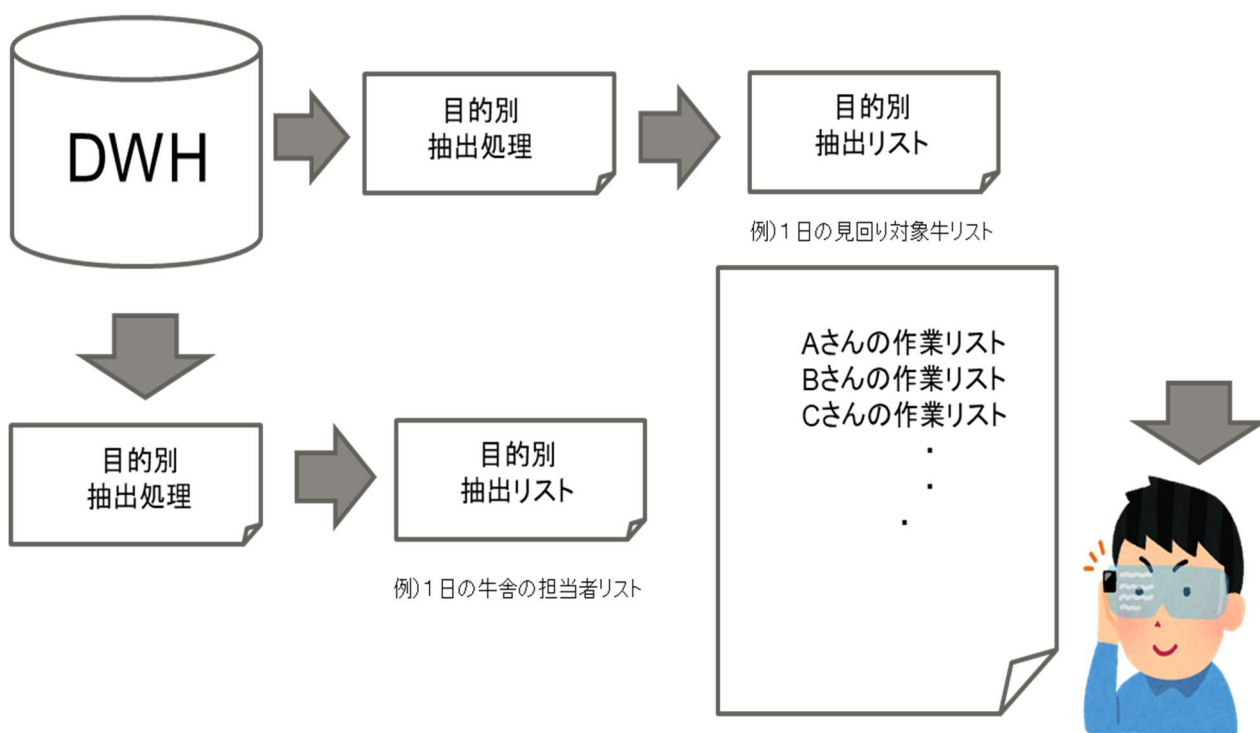 DWH
目的別
抽出処理
目的別
抽出リスト
例)1日の見回り対象牛リスト
Aさんの作業リスト
Bさんの作業リスト
Cさんの作業リスト
・
・
・
目的別
抽出処理
目的別
抽出リスト
例)1日の牛舎の担当者リスト